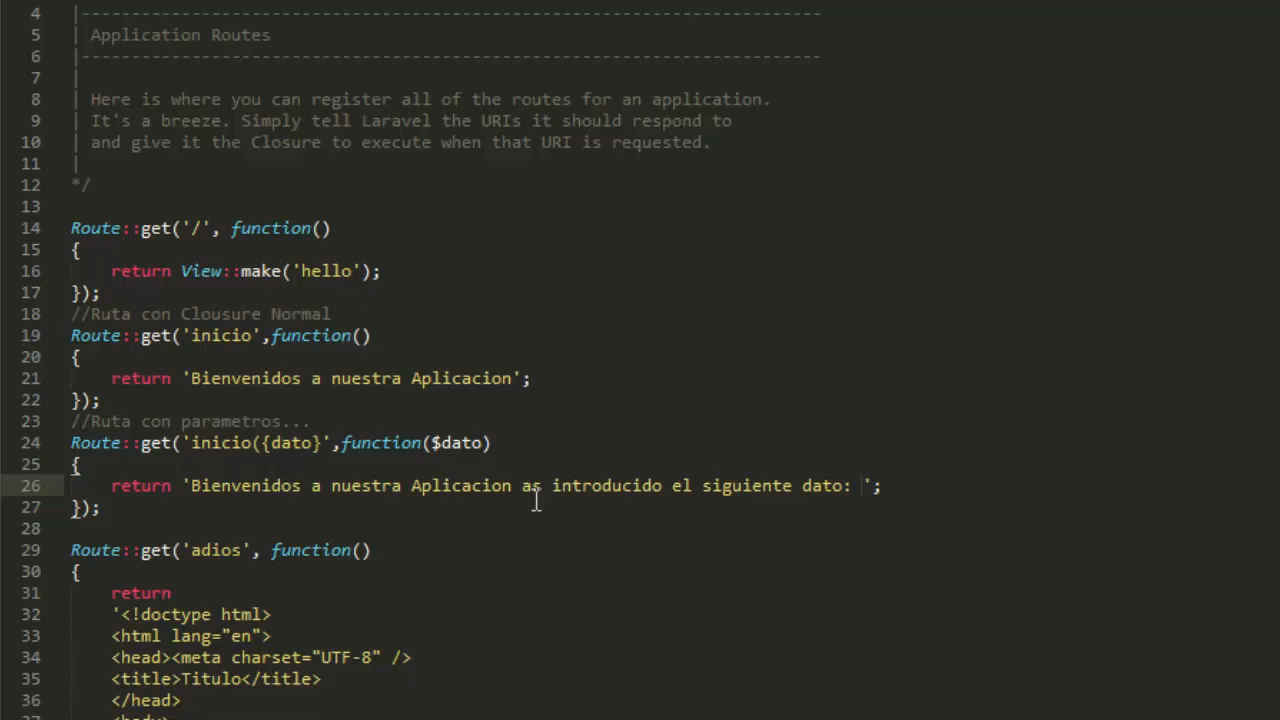 4 |--------------------------------------------------------------------------
5 | Application Routes
6 |--------------------------------------------------------------------------
7 |
8 | Here is where you can register all of the routes for an application.
9 | It's a breeze. Simply tell Laravel the URIs it should respond to
10 | and give it the Closure to execute when that URI is requested.
11 |
12 */
13
14 Route::get('/', function()
15 {
16     return View::make('hello');
17 });
18 //Ruta con Clousure Normal
19 Route::get('inicio',function()
20 {
21     return 'Bienvenidos a nuestra Aplicacion';
22 });
23 //Ruta con parametros...
24 Route::get('inicio({dato}',function($dato)
25 {
26     return 'Bienvenidos a nuestra Aplicacion as introducido el siguiente dato: ';
27 });
28
29 Route::get('adios', function()
30 {
31     return
32     '<!doctype html>
33     <html lang="en">
34     <head><meta charset="UTF-8" />
35     <title>Titulo</title>
36     </head>
37     <body>